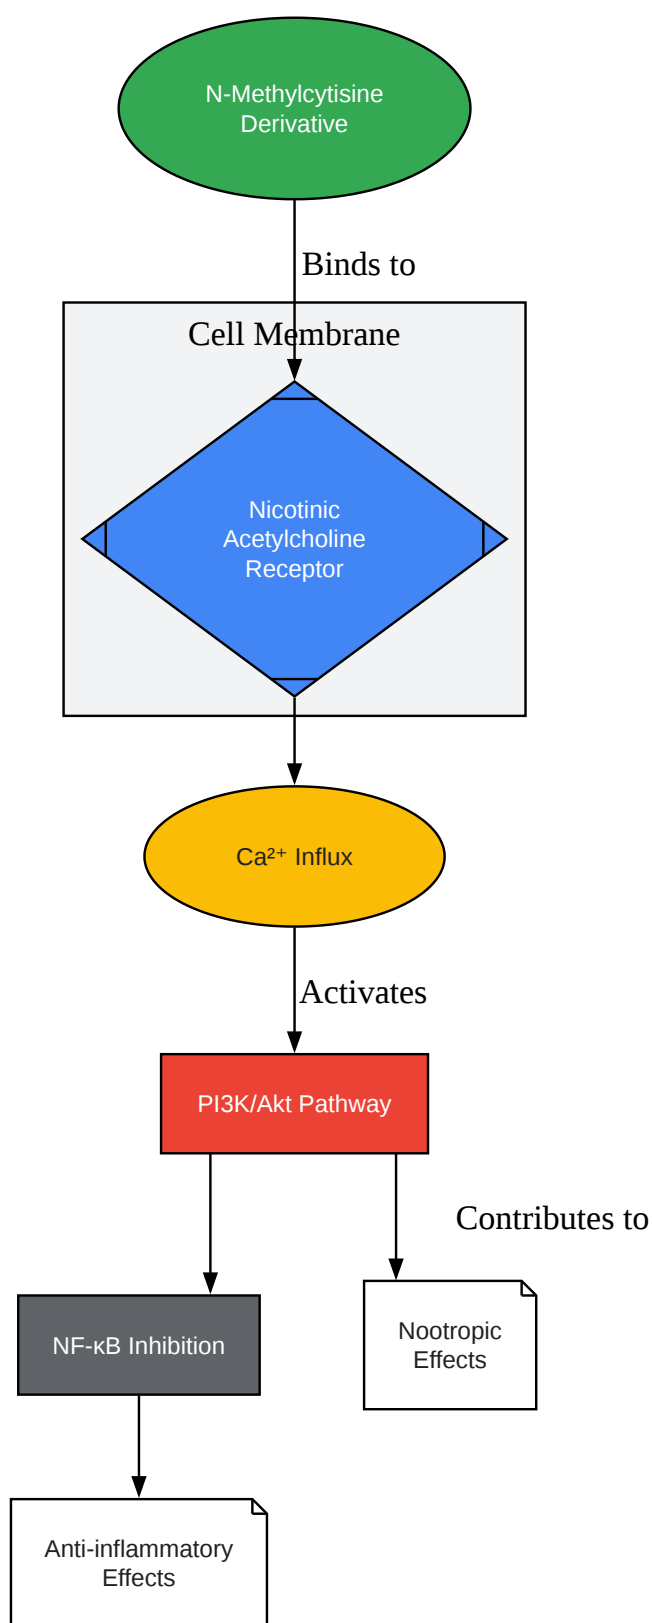 N-Methylcytisine
Derivative
Binds to
Cell Membrane
Nicotinic
Acetylcholine
Receptor
Ca²⁺ Influx
Activates
PI3K/Akt Pathway
Contributes to
NF-κB Inhibition
Nootropic
Effects
Anti-inflammatory
Effects